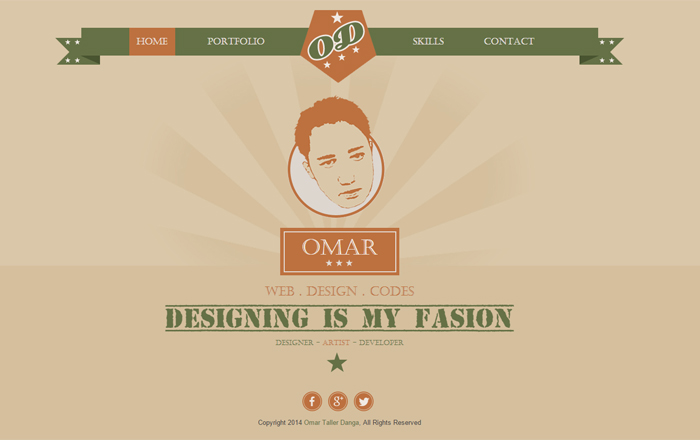 HOME PORTFOLIO OD SKILLS CONTACT
OMAR
WEB . DESIGN . CODES
DESIGNING IS MY FASION
DESIGNER - ARTIST - DEVELOPER
f g+
Copyright 2014 Omar Taller Danga, All Rights Reserved